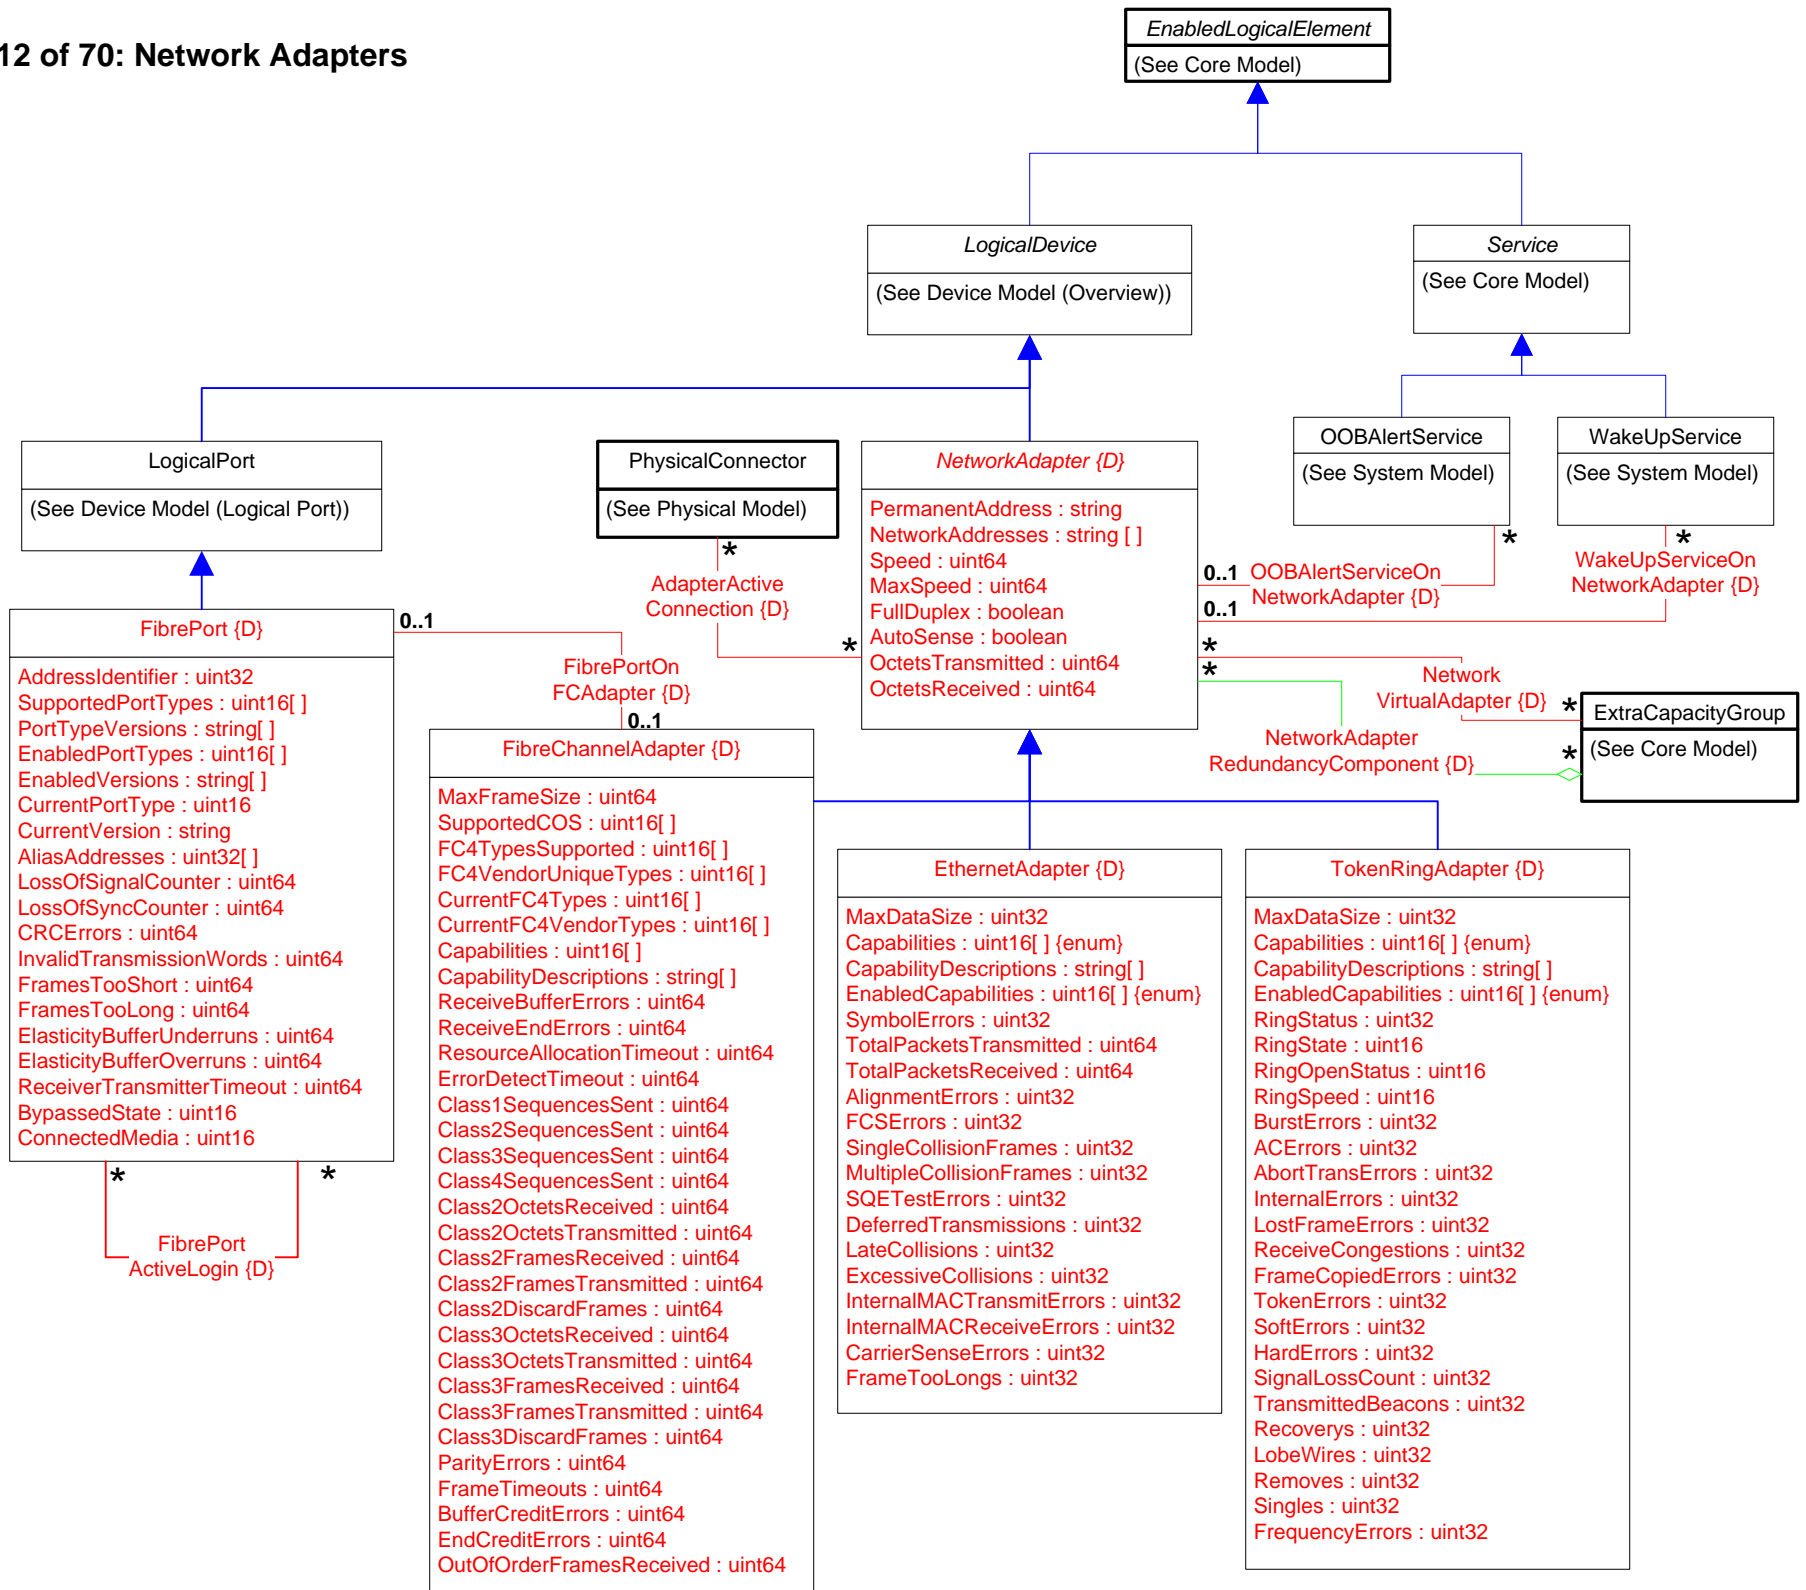 12 of 70: Network Adapters
EnabledLogicalElement
(See Core Model)
LogicalDevice
(See Device Model (Overview))
Service
(See Core Model)
OOBAlertService
(See System Model)
WakeUpService
(See System Model)
LogicalPort
(See Device Model (Logical Port))
PhysicalConnector
(See Physical Model)
NetworkAdapter {D}
PermanentAddress : string
NetworkAddresses : string [ ]
Speed : uint64
MaxSpeed : uint64
FullDuplex : boolean
AutoSense : boolean
OctetsTransmitted : uint64
OctetsReceived : uint64
*
AdapterActive
Connection {D}
*
0..1
OOBAlertServiceOn
NetworkAdapter {D}
*
0..1
WakeUpServiceOn
NetworkAdapter {D}
*
*
Network
VirtualAdapter {D}
*
*
NetworkAdapter
RedundancyComponent {D}
*
ExtraCapacityGroup
(See Core Model)
FibrePort {D}
AddressIdentifier : uint32
SupportedPortTypes : uint16[ ]
PortTypeVersions : string[ ]
EnabledPortTypes : uint16[ ]
EnabledVersions : string[ ]
CurrentPortType : uint16
CurrentVersion : string
AliasAddresses : uint32[ ]
LossOfSignalCounter : uint64
LossOfSyncCounter : uint64
CRCErrors : uint64
InvalidTransmissionWords : uint64
FramesTooShort : uint64
FramesTooLong : uint64
ElasticityBufferUnderruns : uint64
ElasticityBufferOverruns : uint64
ReceiverTransmitterTimeout : uint64
BypassedState : uint16
ConnectedMedia : uint16
*
*
FibrePort
ActiveLogin {D}
0..1
FibrePortOn
FCAdapter {D}
0..1
FibreChannelAdapter {D}
MaxFrameSize : uint64
SupportedCOS : uint16[ ]
FC4TypesSupported : uint16[ ]
FC4VendorUniqueTypes : uint16[ ]
CurrentFC4Types : uint16[ ]
CurrentFC4VendorTypes : uint16[ ]
Capabilities : uint16[ ]
CapabilityDescriptions : string[ ]
ReceiveBufferErrors : uint64
ReceiveEndErrors : uint64
ResourceAllocationTimeout : uint64
ErrorDetectTimeout : uint64
Class1SequencesSent : uint64
Class2SequencesSent : uint64
Class3SequencesSent : uint64
Class4SequencesSent : uint64
Class2OctetsReceived : uint64
Class2OctetsTransmitted : uint64
Class2FramesReceived : uint64
Class2FramesTransmitted : uint64
Class2DiscardFrames : uint64
Class3OctetsReceived : uint64
Class3OctetsTransmitted : uint64
Class3FramesReceived : uint64
Class3FramesTransmitted : uint64
Class3DiscardFrames : uint64
ParityErrors : uint64
FrameTimeouts : uint64
BufferCreditErrors : uint64
EndCreditErrors : uint64
OutOfOrderFramesReceived : uint64
EthernetAdapter {D}
MaxDataSize : uint32
Capabilities : uint16[ ] {enum}
CapabilityDescriptions : string[ ]
EnabledCapabilities : uint16[ ] {enum}
SymbolErrors : uint32
TotalPacketsTransmitted : uint64
TotalPacketsReceived : uint64
AlignmentErrors : uint32
FCSErrors : uint32
SingleCollisionFrames : uint32
MultipleCollisionFrames : uint32
SQETestErrors : uint32
DeferredTransmissions : uint32
LateCollisions : uint32
ExcessiveCollisions : uint32
InternalMACTransmitErrors : uint32
InternalMACReceiveErrors : uint32
CarrierSenseErrors : uint32
FrameTooLongs : uint32
TokenRingAdapter {D}
MaxDataSize : uint32
Capabilities : uint16[ ] {enum}
CapabilityDescriptions : string[ ]
EnabledCapabilities : uint16[ ] {enum}
RingStatus : uint32
RingState : uint16
RingOpenStatus : uint16
RingSpeed : uint16
BurstErrors : uint32
ACErrors : uint32
AbortTransErrors : uint32
InternalErrors : uint32
LostFrameErrors : uint32
ReceiveCongestions : uint32
FrameCopiedErrors : uint32
TokenErrors : uint32
SoftErrors : uint32
HardErrors : uint32
SignalLossCount : uint32
TransmittedBeacons : uint32
Recoverys : uint32
LobeWires : uint32
Removes : uint32
Singles : uint32
FrequencyErrors : uint32